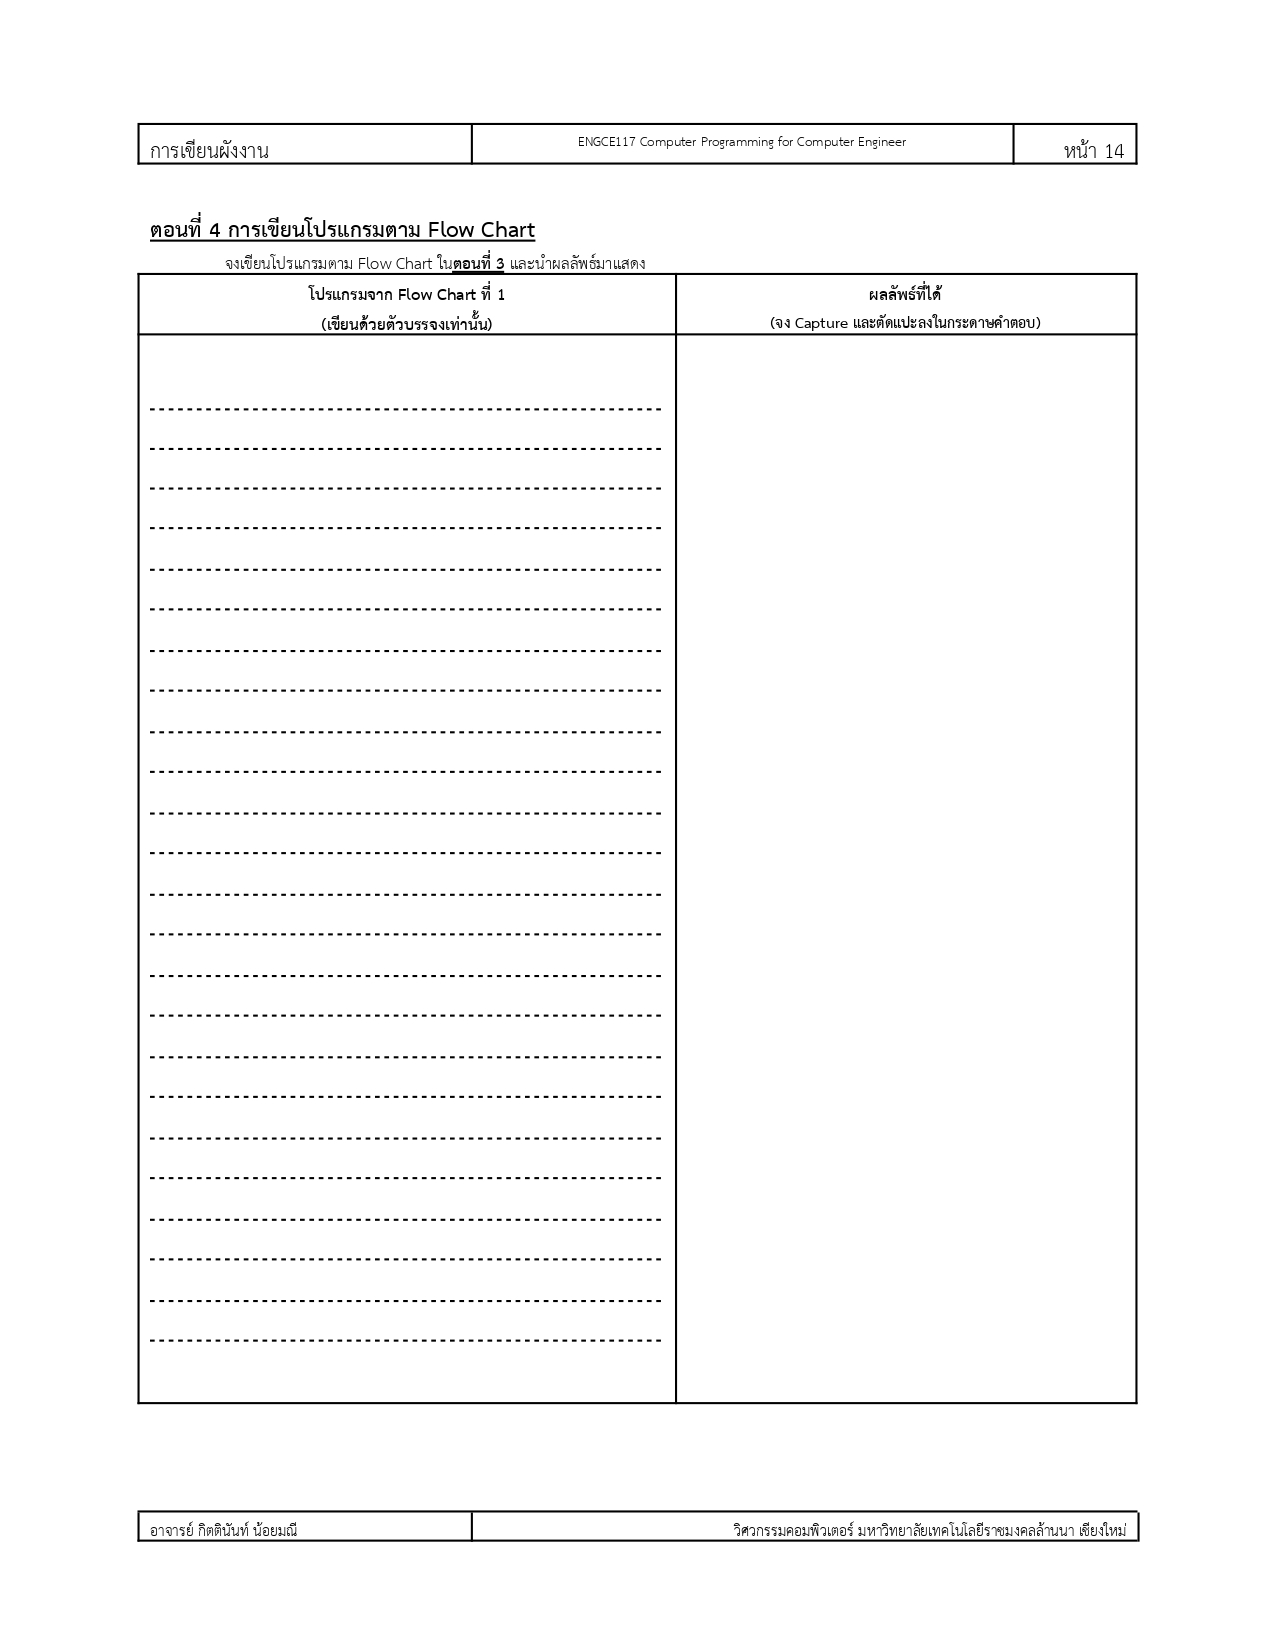 การเขียนผังงาน
ENGCE117 Computer Programming for Computer Engineer
หน้า 14
ตอนที่ 4 การเขียนโปรแกรมตาม Flow Chart
จงเขียนโปรแกรมตาม Flow Chart ในตอนที่ 3 และนำผลลัพธ์มาแสดง
โปรแกรมจาก Flow Chart ที่ 1
(เขียนด้วยตัวบรรจงเท่านั้น)
ผลลัพธ์ที่ได้
(จง Capture และตัดแปะลงในกระดาษคำตอบ)
อาจารย์ กิตตินันท์ น้อยมณี
วิศวกรรมคอมพิวเตอร์ มหาวิทยาลัยเทคโนโลยีราชมงคลล้านนา เชียงใหม่